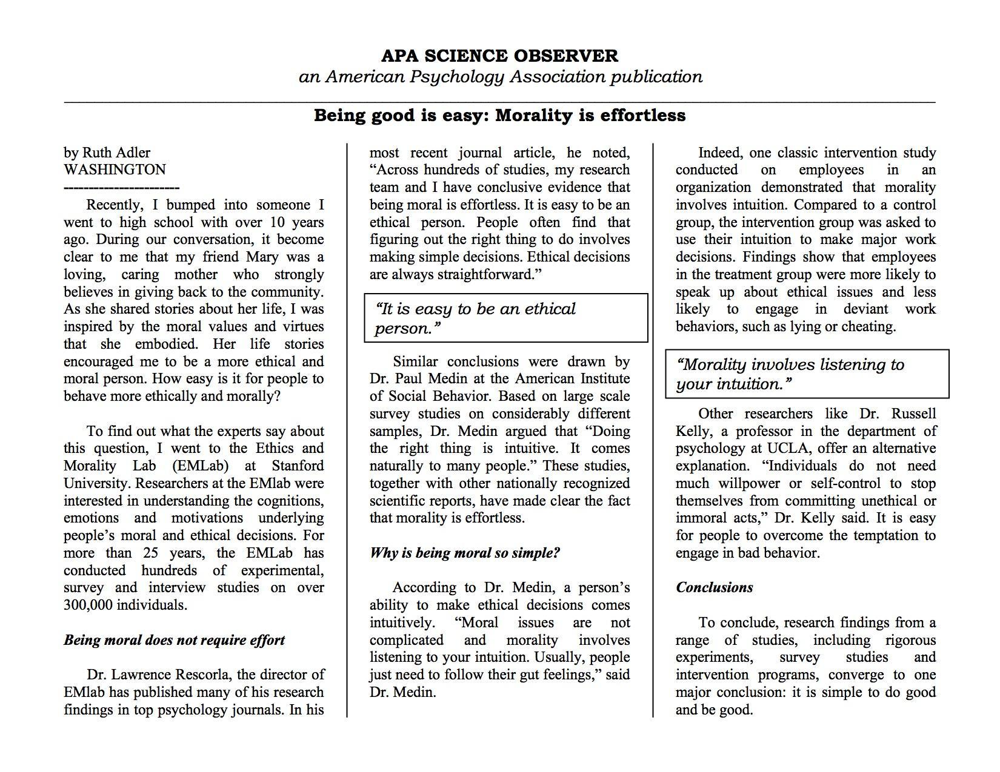 APA SCIENCE OBSERVER
an American Psychology Association publication
Being good is easy: Morality is effortless
by Ruth Adler
WASHINGTON
-----------------------
Recently, I bumped into someone I
went to high school with over 10 years
ago. During our conversation, it become
clear to me that my friend Mary was a
loving, caring mother who strongly
believes in giving back to the community.
As she shared stories about her life, I was
inspired by the moral values and virtues
that she embodied. Her life stories
encouraged me to be a more ethical and
moral person. How easy is it for people to
behave more ethically and morally?
To find out what the experts say about
this question, I went to the Ethics and
Morality Lab (EMLab) at Stanford
University. Researchers at the EMlab were
interested in understanding the cognitions,
emotions and motivations underlying
people’s moral and ethical decisions. For
more than 25 years, the EMLab has
conducted hundreds of experimental,
survey and interview studies on over
300,000 individuals.
Being moral does not require effort
Dr. Lawrence Rescorla, the director of
EMlab has published many of his research
findings in top psychology journals. In his
most recent journal article, he noted,
“Across hundreds of studies, my research
team and I have conclusive evidence that
being moral is effortless. It is easy to be an
ethical person. People often find that
figuring out the right thing to do involves
making simple decisions. Ethical decisions
are always straightforward.”
“It is easy to be an ethical
person.”
Similar conclusions were drawn by
Dr. Paul Medin at the American Institute
of Social Behavior. Based on large scale
survey studies on considerably different
samples, Dr. Medin argued that “Doing
the right thing is intuitive. It comes
naturally to many people.” These studies,
together with other nationally recognized
scientific reports, have made clear the fact
that morality is effortless.
Why is being moral so simple?
According to Dr. Medin, a person’s
ability to make ethical decisions comes
intuitively. “Moral issues are not
complicated and morality involves
listening to your intuition. Usually, people
just need to follow their gut feelings,” said
Dr. Medin.
Indeed, one classic intervention study
conducted on employees in an
organization demonstrated that morality
involves intuition. Compared to a control
group, the intervention group was asked to
use their intuition to make major work
decisions. Findings show that employees
in the treatment group were more likely to
speak up about ethical issues and less
likely to engage in deviant work
behaviors, such as lying or cheating.
“Morality involves listening to
your intuition.”
Other researchers like Dr. Russell
Kelly, a professor in the department of
psychology at UCLA, offer an alternative
explanation. “Individuals do not need
much willpower or self-control to stop
themselves from committing unethical or
immoral acts,” Dr. Kelly said. It is easy
for people to overcome the temptation to
engage in bad behavior.
Conclusions
To conclude, research findings from a
range of studies, including rigorous
experiments, survey studies and
intervention programs, converge to one
major conclusion: it is simple to do good
and be good.